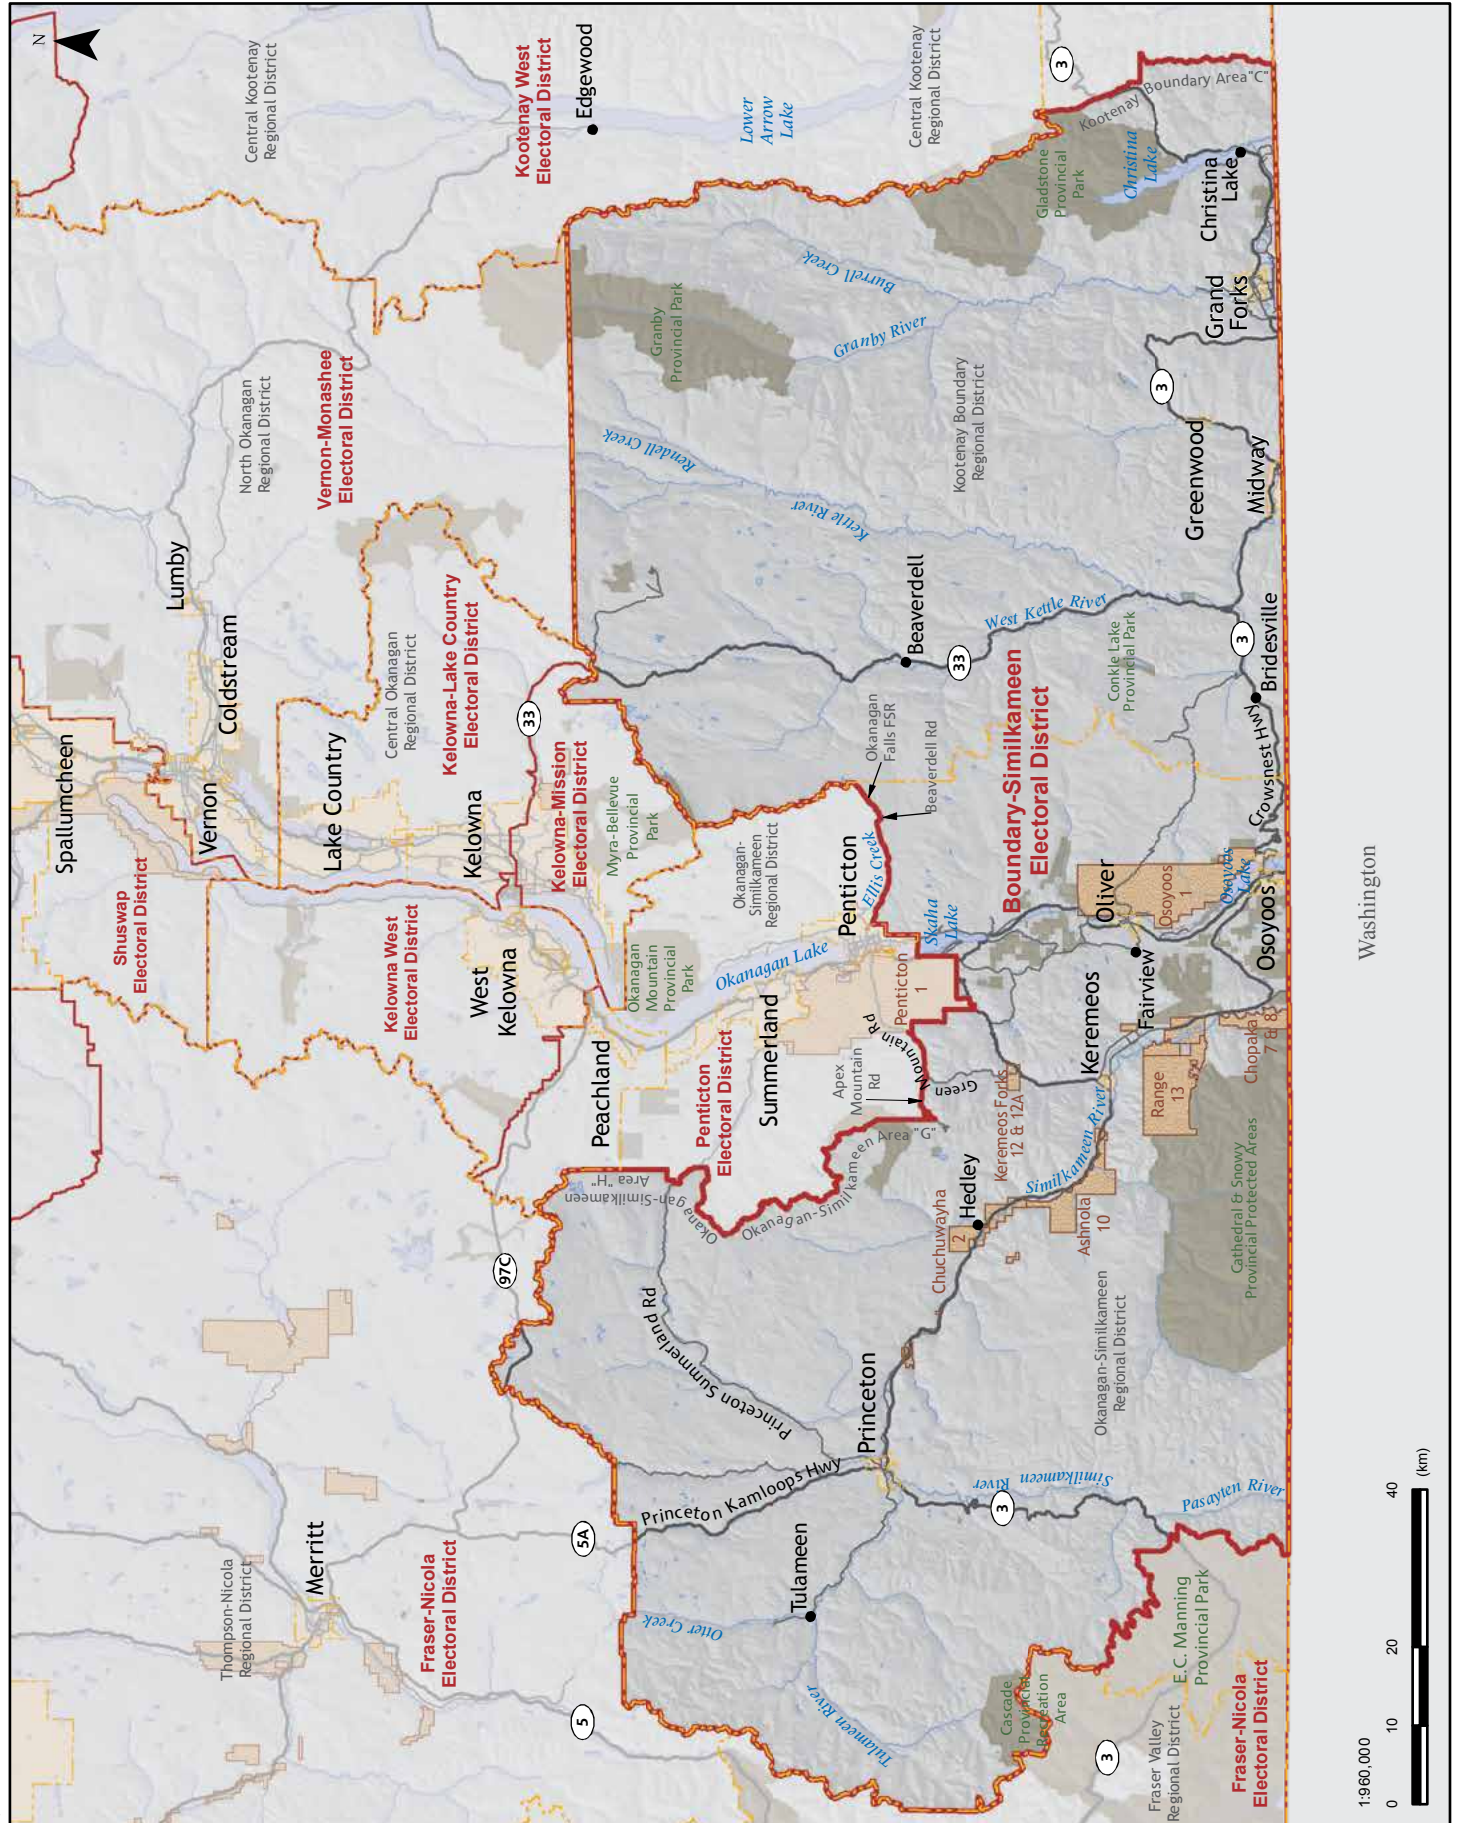 N
Spallumcheen
Shuswap
Electoral District
Vernon
Coldstream
Lumby
North Okanagan
Regional District
Vernon-Monashee
Electoral District
Central Kootenay
Regional District
Kootenay West
Electoral District
Edgewood
Lower
Arrow
Lake
Central Kootenay
Regional District
Thompson-Nicola
Regional District
Merritt
Fraser-Nicola
Electoral District
5
5A
97C
Kelowna West
Electoral District
West
Kelowna
Lake Country
Kelowna
Central Okanagan
Regional District
Kelowna-Lake Country
Electoral District
33
Kelowna-Mission
Electoral District
Myra-Bellevue
Provincial
Park
Okanagan
Mountain
Provincial
Park
Peachland
Okanagan-Similkameen
Area "H"
Penticton
Electoral District
Summerland
Okanagan Lake
Okanagan-
Similkameen
Regional District
Penticton
Ellis Creek
Okanagan
Falls FSR
Beaverdell Rd
Penticton
1
Skaha
Lake
Apex
Mountain
Rd
Green Mountain Rd
Okanagan-Similkameen Area "G"
Granby
Provincial Park
Burrell Creek
Granby River
Rendell Creek
Kettle River
Kootenay Boundary
Regional District
Gladstone
Provincial
Park
Christina
Lake
Kootenay Boundary Area "C"
3
Christina
Lake
Grand
Forks
3
Greenwood
Midway
Beaverdell
33
West Kettle River
Conkle Lake
Provincial Park
3
Bridesville
Crowsnest Hwy
Boundary-Similkameen
Electoral District
Oliver
Osoyoos
1
Osoyoos
Lake
Osoyoos
Fairview
Keremeos
Keremeos Forks
12 & 12A
Range
13
Chopaka
7 & 8
Similkameen River
Ashnola
10
Hedley
Chuchuwayha
2
Cathedral & Snowy
Provincial Protected Areas
Okanagan-Similkameen
Regional District
Princeton Summerland Rd
Princeton Kamloops Hwy
Princeton
Otter Creek
Tulameen
Tulameen River
Similkameen River
3
Pasayten River
E.C. Manning
Provincial Park
Cascade
Provincial
Recreation
Area
3
Fraser Valley
Regional District
Fraser-Nicola
Electoral District
Washington
1:960,000
0
10
20
40
(km)